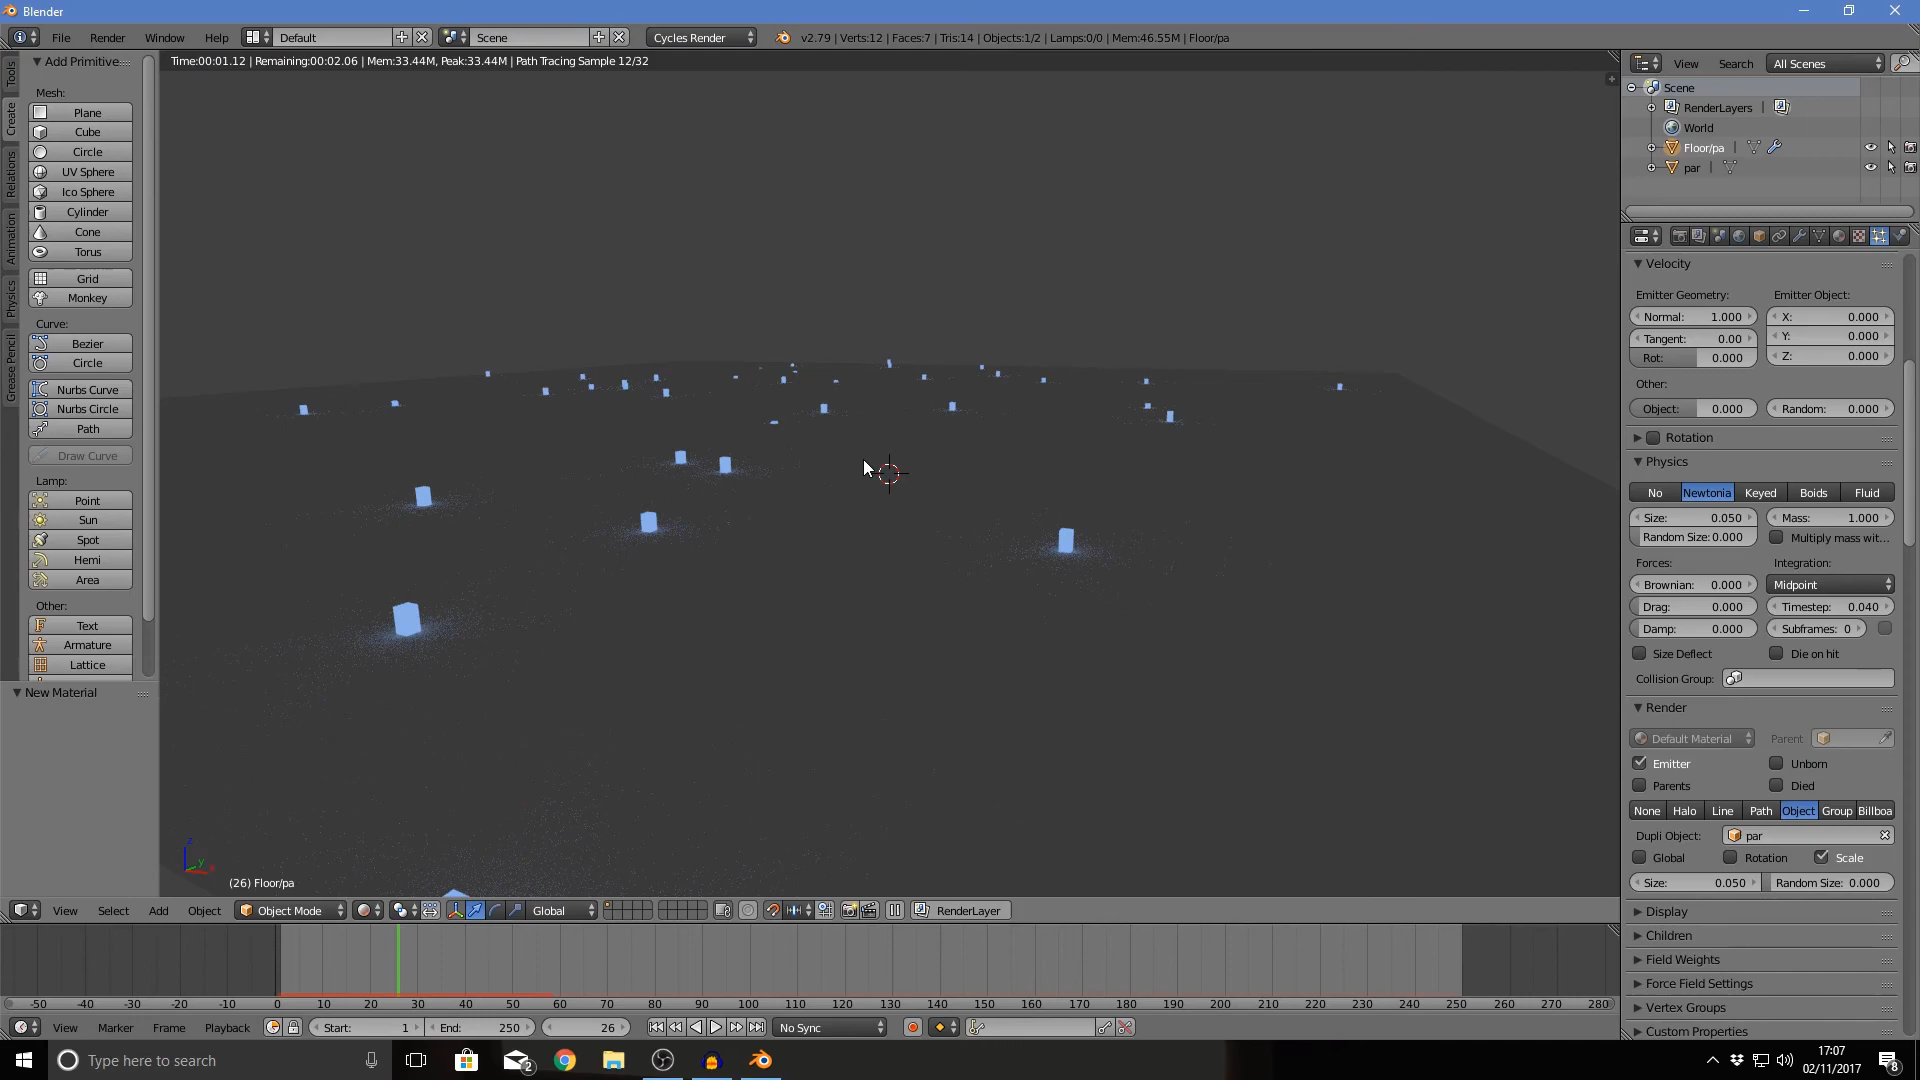 Blender
File Render Window Help Default Scene Cycles Render v2.79 | Verts:12 | Faces:7 | Tris:14 | Objects:1/2 | Lamps:0/0 | Mem:46.55M | Floor/pa
Time:00:01.12 | Remaining:00:02.06 | Mem:33.44M, Peak:33.44M | Path Tracing Sample 12/32
Tools
Create
Relations
Animation
Physics
Grease Pencil
Add Primitive
Mesh:
Plane
Cube
Circle
UV Sphere
Ico Sphere
Cylinder
Cone
Torus
Grid
Monkey
Curve:
Bezier
Circle
Nurbs Curve
Nurbs Circle
Path
Draw Curve
Lamp:
Point
Sun
Spot
Hemi
Area
Other:
Text
Armature
Lattice
New Material
z
y
(26) Floor/pa
View Search All Scenes
Scene
RenderLayers |
World
Floor/pa |
par |
Velocity
Emitter Geometry: Emitter Object:
Normal: 1.000 X: 0.000
Tangent: 0.00 Y: 0.000
Rot: 0.000 Z: 0.000
Other:
Object: 0.000 Random: 0.000
Rotation
Physics
No Newtonia Keyed Boids Fluid
Size: 0.050 Mass: 1.000
Random Size: 0.000 Multiply mass wit...
Forces: Integration:
Brownian: 0.000 Midpoint
Drag: 0.000 Timestep: 0.040
Damp: 0.000 Subframes: 0
Size Deflect Die on hit
Collision Group:
Render
Default Material Parent
Emitter Unborn
Parents Died
None Halo Line Path Object Group Billboa
Dupli Object: par
Global Rotation Scale
Size: 0.050 Random Size: 0.000
Display
Children
Field Weights
Force Field Settings
Vertex Groups
Custom Properties
View Select Add Object Object Mode Global RenderLayer
-50 -40 -30 -20 -10 0 10 20 30 40 50 60 70 80 90 100 110 120 130 140 150 160 170 180 190 200 210 220 230 240 250 260 270 280
View Marker Frame Playback Start: 1 End: 250 26 No Sync
Type here to search
2
17:07
02/11/2017
8